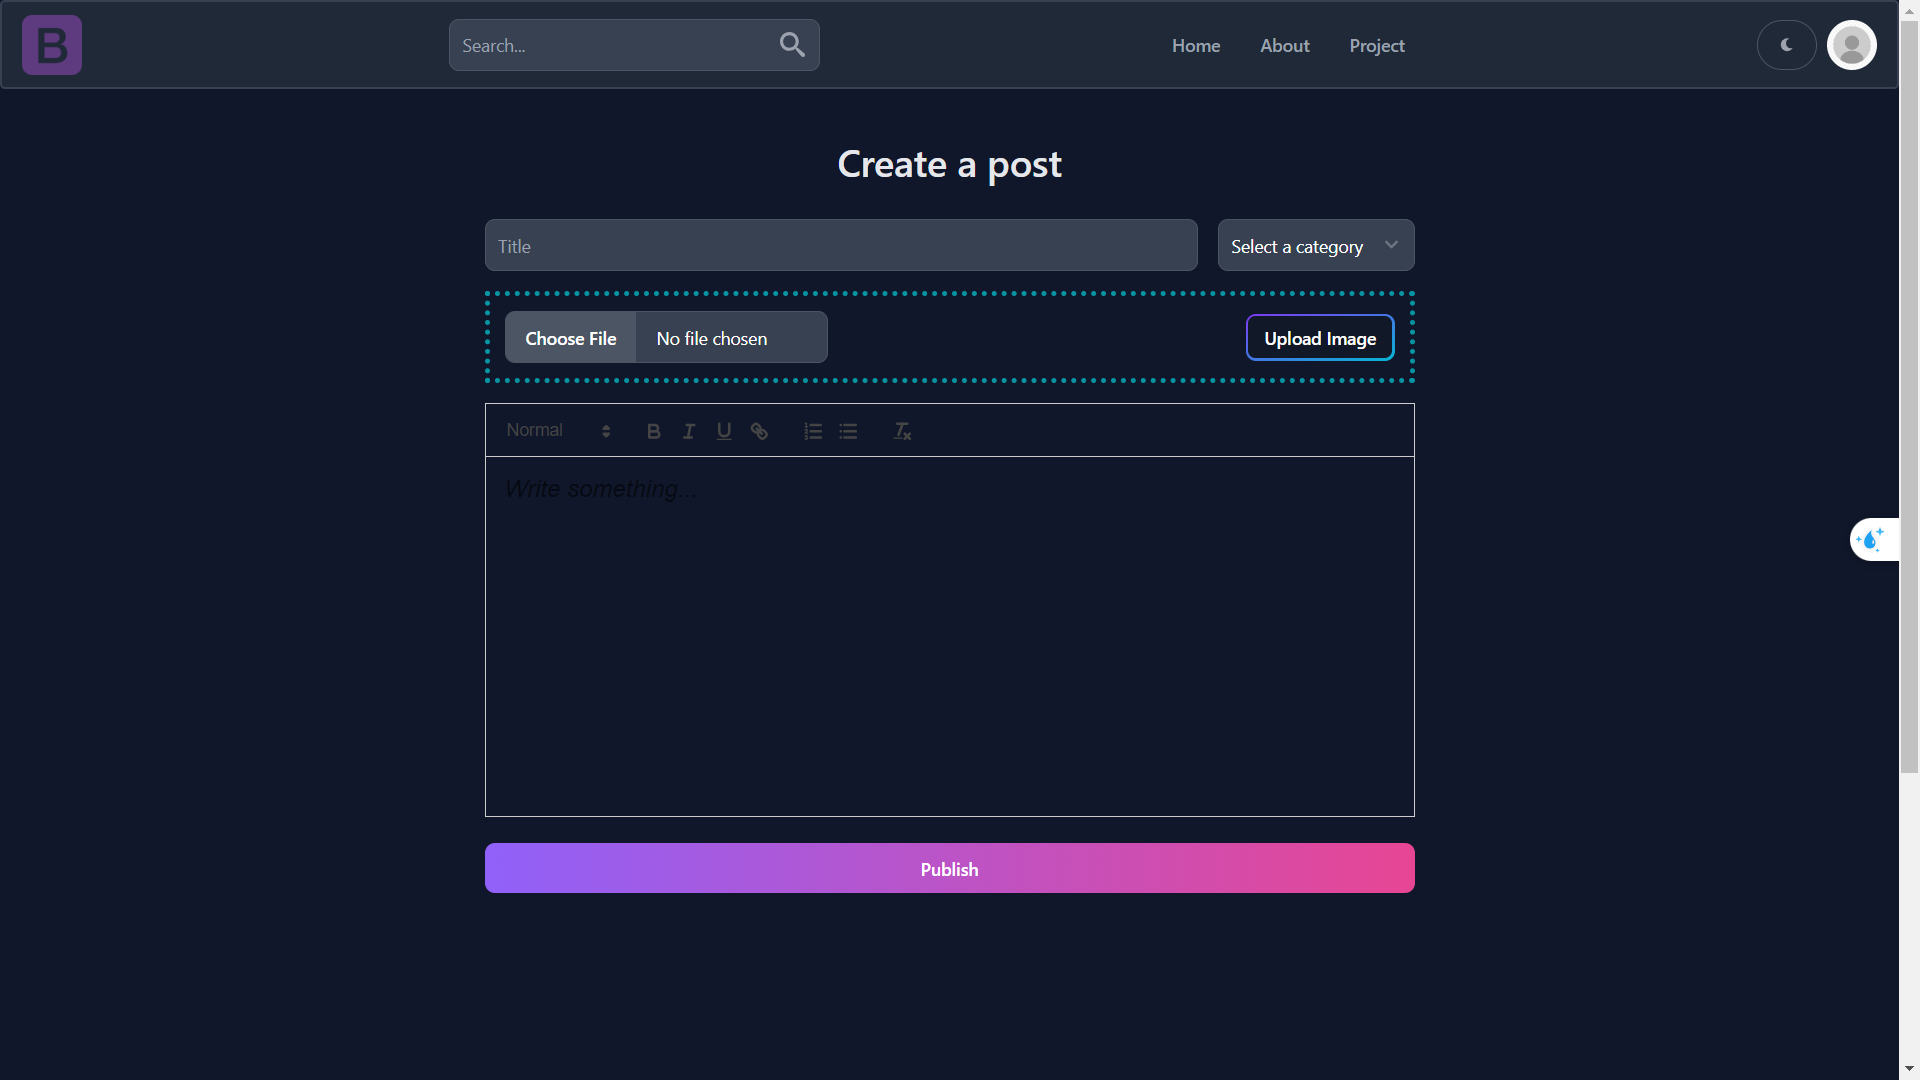 B
Search...
Home
About
Project
Create a post
Title
Select a category
Choose File
No file chosen
Upload Image
Normal
Write something...
Publish